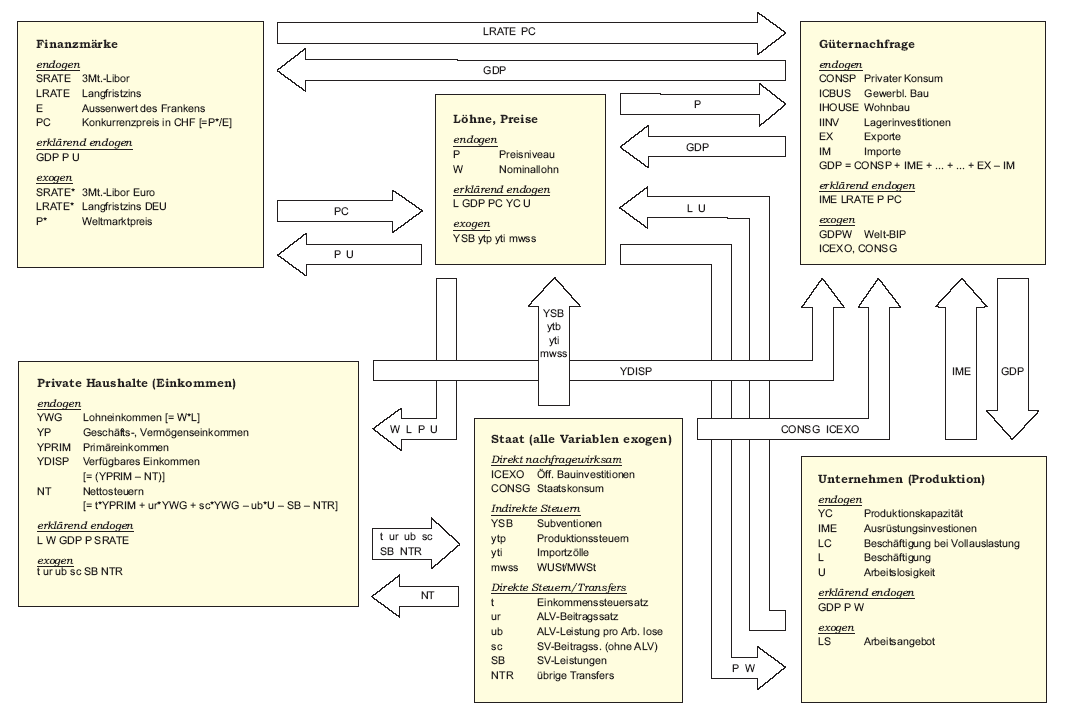 Finanzmärke
endogen
SRATE 3Mt.-Libor
LRATE Langfristzins
E Aussenwert des Frankens
PC Konkurrenzpreis in CHF [=P*/E]
erklärend endogen
GDP P U
exogen
SRATE* 3Mt.-Libor Euro
LRATE* Langfristzins DEU
P* Weltmarktpreis
LRATE PC
GDP
PC
P U
Löhne, Preise
endogen
P Preisniveau
W Nominallohn
erklärend endogen
L GDP PC YC U
exogen
YSB ytp yti mwss
P
GDP
L U
Güternachfrage
endogen
CONSP Privater Konsum
ICBUS Gewerbl. Bau
IHOUSE Wohnbau
IINV Lagerinvestitionen
EX Exporte
IM Importe
GDP = CONSP + IME + ... + ... + EX – IM
erklärend endogen
IME LRATE P PC
exogen
GDPW Welt-BIP
ICEXO, CONSG
YSB
ytb
yti
mwss
YDISP
IME
GDP
W L P U
CONSG ICEXO
Private Haushalte (Einkommen)
endogen
YWG Lohneinkommen [= W*L]
YP Geschäfts-, Vermögenseinkommen
YPRIM Primäreinkommen
YDISP Verfügbares Einkommen
[= (YPRIM – NT)]
NT Nettosteuern
[= t*YPRIM + ur*YWG + sc*YWG – ub*U – SB – NTR]
erklärend endogen
L W GDP P SRATE
exogen
t ur ub sc SB NTR
t ur ub sc
SB NTR
NT
Staat (alle Variablen exogen)
Direkt nachfragewirksam
ICEXO Öff. Bauinvestitionen
CONSG Staatskonsum
Indirekte Steuern
YSB Subventionen
ytp Produktionssteuern
yti Importzölle
mwss WUSt/MWSt
Direkte Steuern/Transfers
t Einkommenssteuersatz
ur ALV-Beitragssatz
ub ALV-Leistung pro Arb. lose
sc SV-Beitragss. (ohne ALV)
SB SV-Leistungen
NTR übrige Transfers
P W
Unternehmen (Produktion)
endogen
YC Produktionskapazität
IME Ausrüstungsinvestionen
LC Beschäftigung bei Vollauslastung
L Beschäftigung
U Arbeitslosigkeit
erklärend endogen
GDP P W
exogen
LS Arbeitsangebot